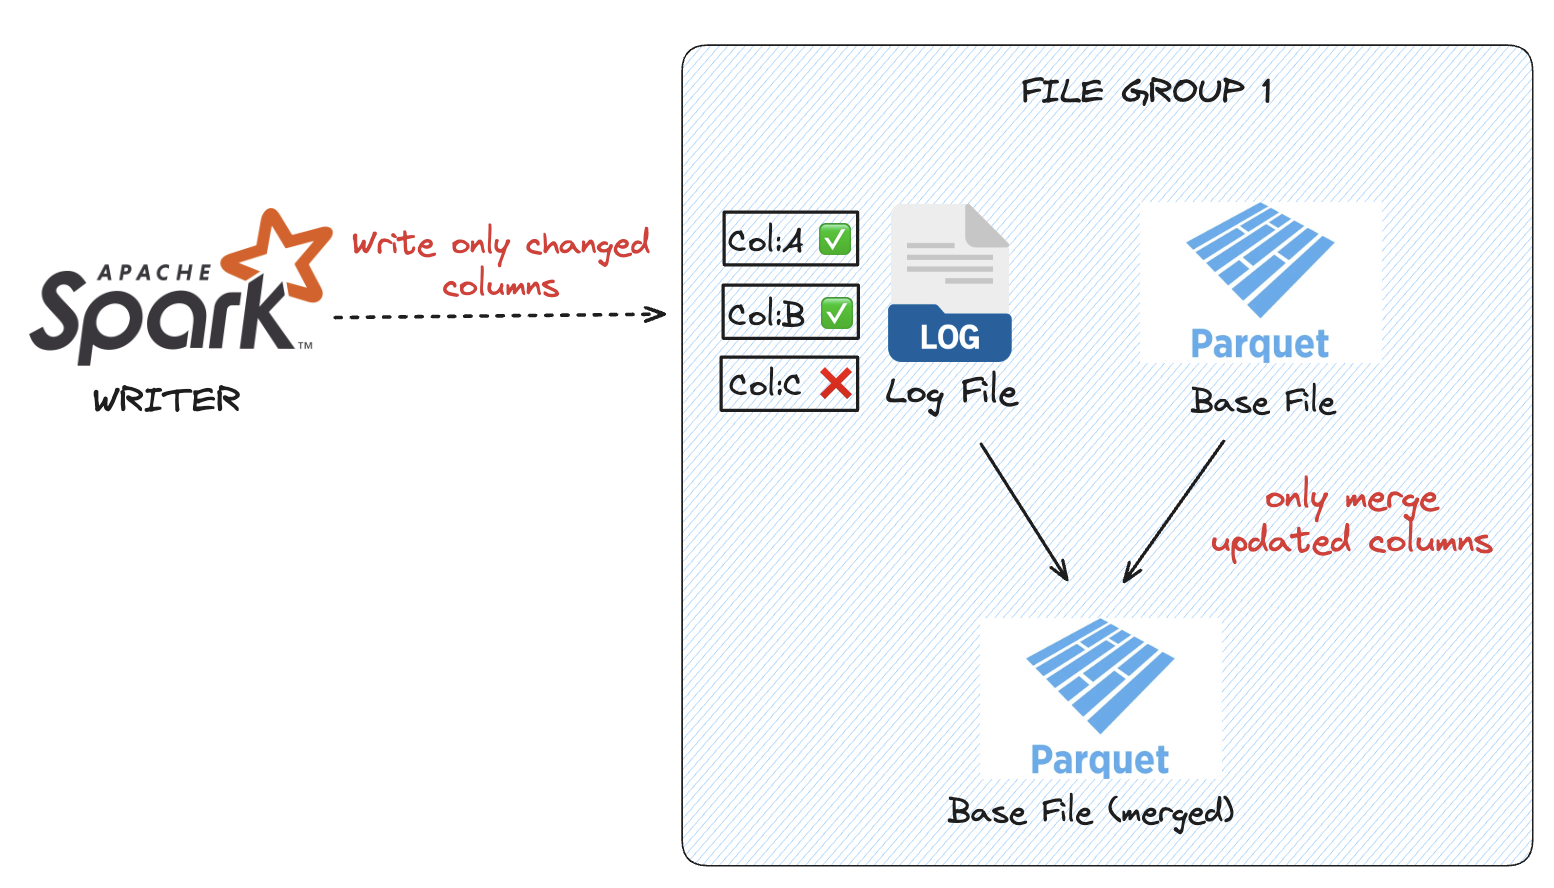 FILE GROUP 1
APACHE
Spark™
WRITER
Write only changed
columns
Col:A
Col:B
Col:C
LOG
Log File
Parquet
Base File
only merge
updated columns
Parquet
Base File (merged)